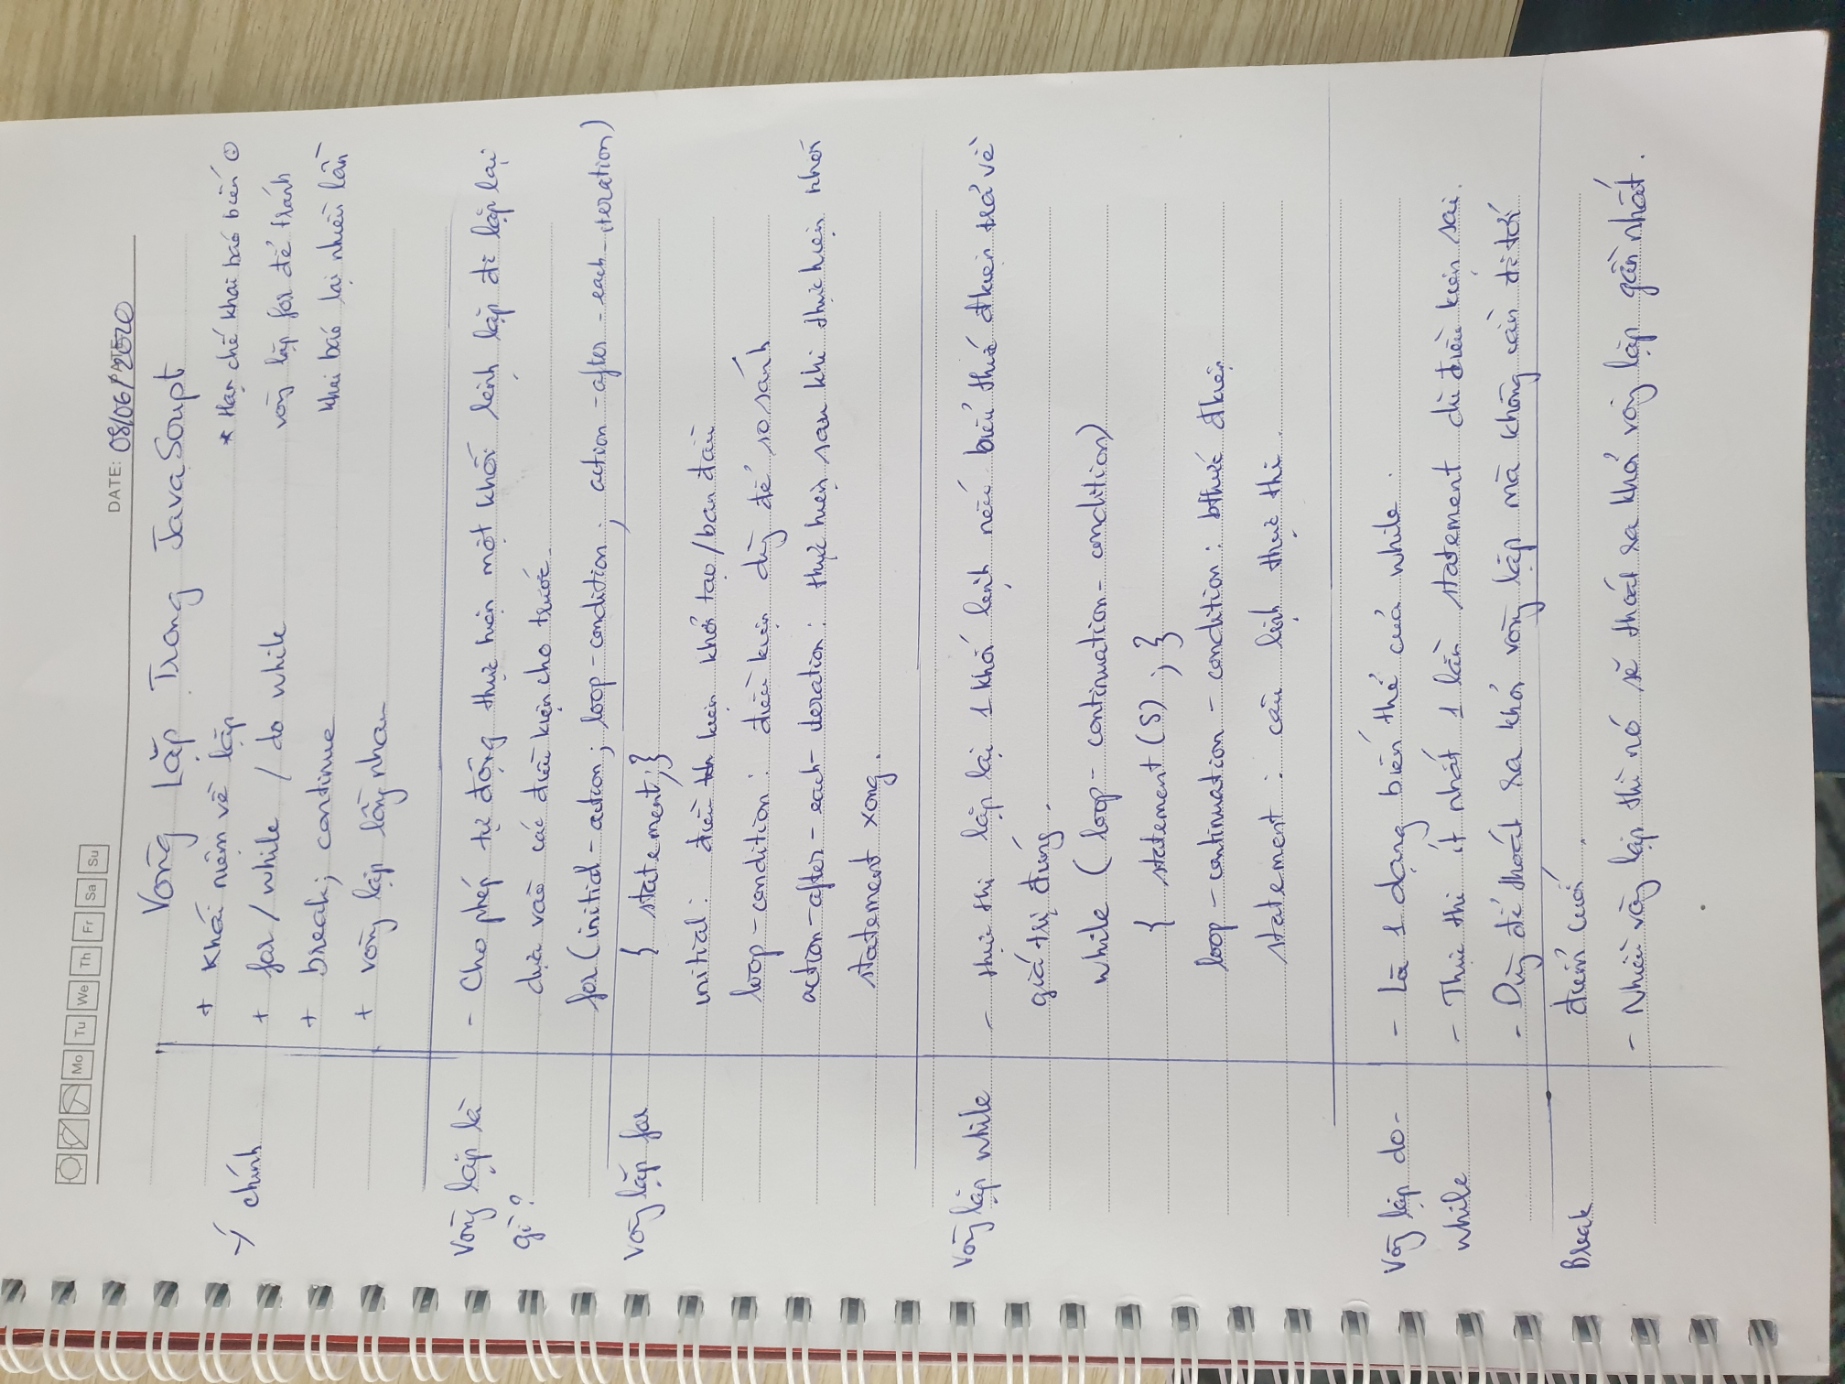 Mo Tu We Th Fr Sa Su
DATE: 08/06/2020
Vòng Lặp Trong JavaScript
Ý chính
+ Khái niệm về lặp
+ for / while / do while
+ break; continue
+ vòng lặp lồng nhau
* Hạn chế khai báo biến ở
vòng lặp for để tránh
khai báo lại nhiều lần
Vòng lặp là
gì?
- Cho phép tự động thực hiện một khối lệnh lặp đi lặp lại
dựa vào các điều kiện cho trước.
Vòng lặp for
for (initial - action; loop - condition; action - after - each - iteration)
{ statement; }
initial: điều kiện khởi tạo/ban đầu
loop - condition: điều kiện dùng để so sánh
action - after - each - iteration: thực hiện sau khi thực hiện khối
statement xong.
Vòng lặp while
- thực thi lặp lại 1 khối lệnh nếu biểu thức đkiện trả về
giá trị đúng.
while (loop - continuation - condition)
{ statement(S); }
loop - continuation - condition: bthức đkiện
statement: câu lệnh thực thi.
Vòng lặp do -
while
- Là 1 dạng biến thể của while.
- Thực thi ít nhất 1 lần statement dù điều kiện sai.
Break
- Dùng để thoát ra khỏi vòng lặp mà không cần đi tới
điểm cuối.
- Nhiều vòng lặp thì nó sẽ thoát ra khỏi vòng lặp gần nhất.